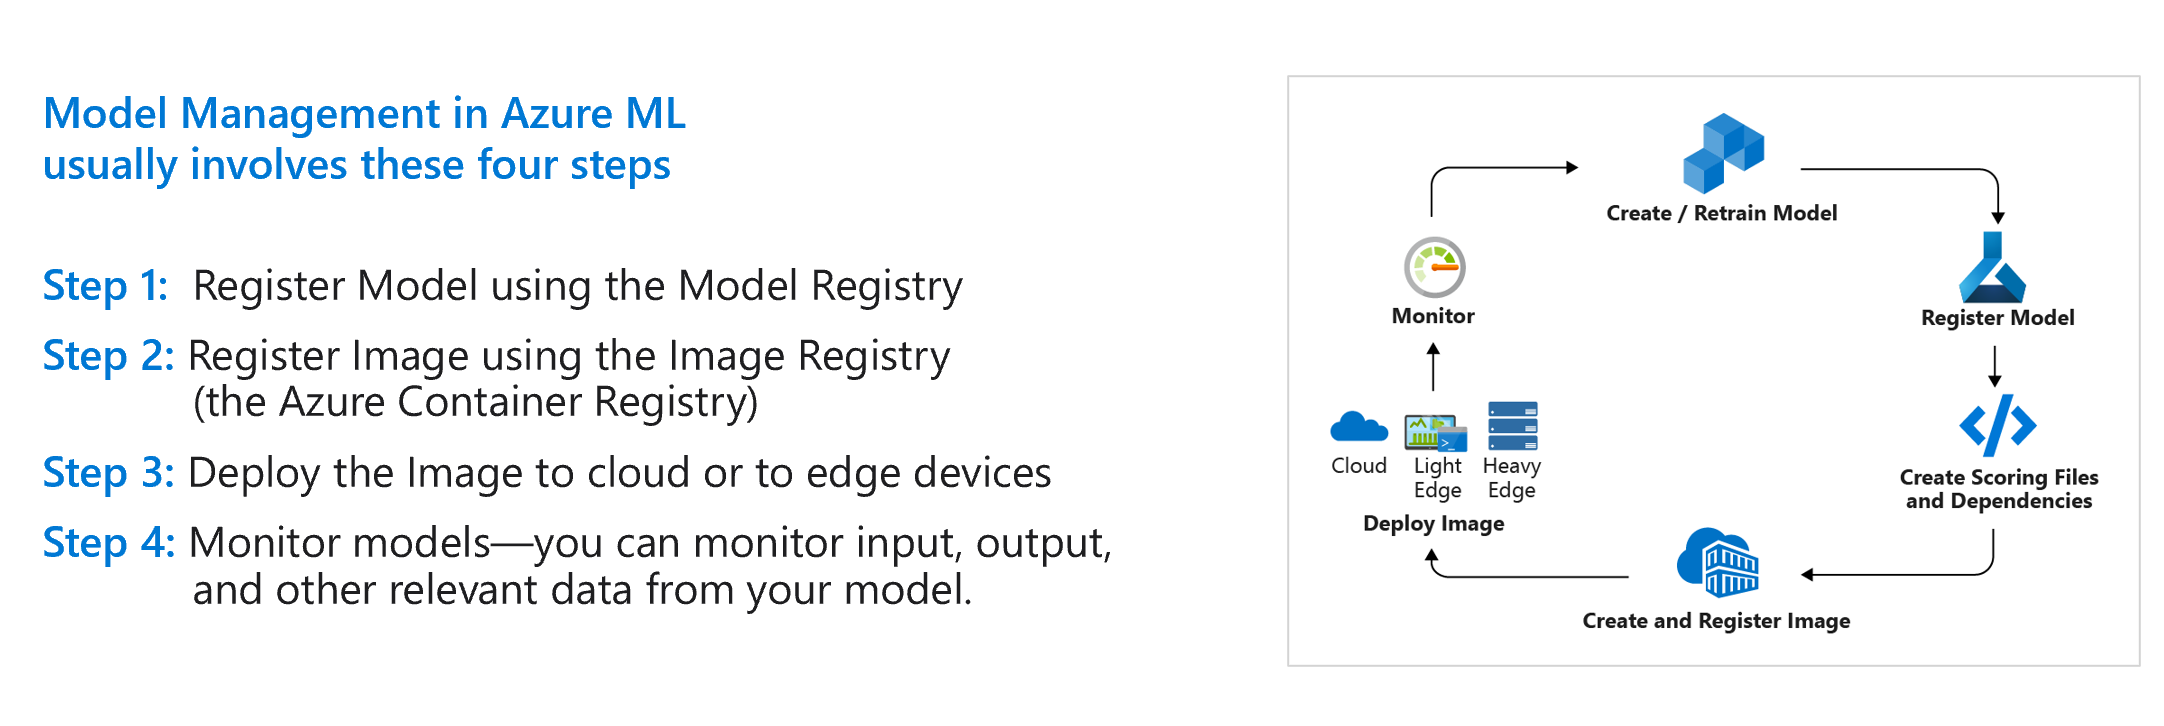 Model Management in Azure ML
usually involves these four steps
Step 1: Register Model using the Model Registry
Step 2: Register Image using the Image Registry
(the Azure Container Registry)
Step 3: Deploy the Image to cloud or to edge devices
Step 4: Monitor models—you can monitor input, output,
and other relevant data from your model.
Create / Retrain Model
Register Model
Create Scoring Files
and Dependencies
Create and Register Image
Cloud
Light
Edge
Heavy
Edge
Deploy Image
Monitor